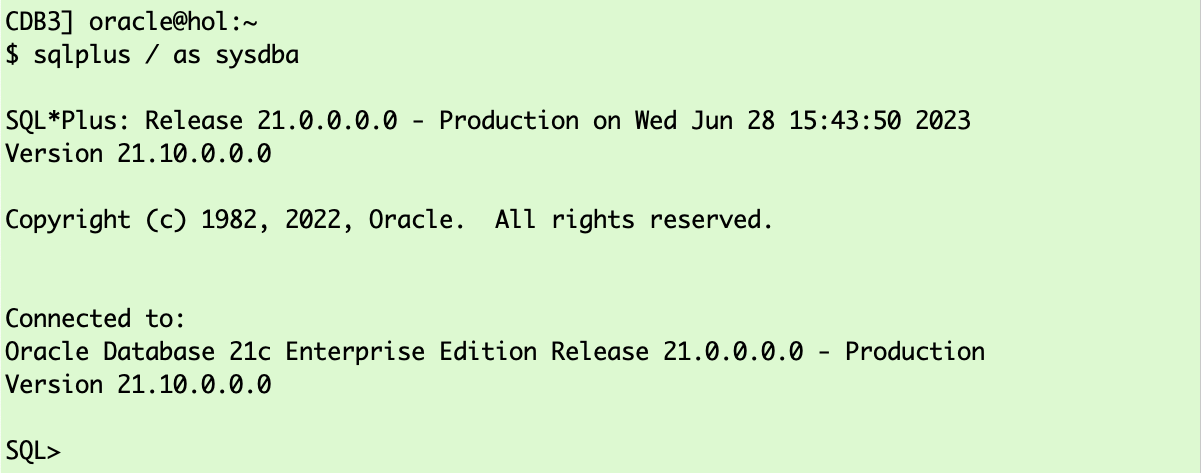 CDB3] oracle@hol:~
$ sqlplus / as sysdba
SQL*Plus: Release 21.0.0.0.0 - Production on Wed Jun 28 15:43:50 2023
Version 21.10.0.0.0
Copyright (c) 1982, 2022, Oracle.  All rights reserved.
Connected to:
Oracle Database 21c Enterprise Edition Release 21.0.0.0.0 - Production
Version 21.10.0.0.0
SQL>